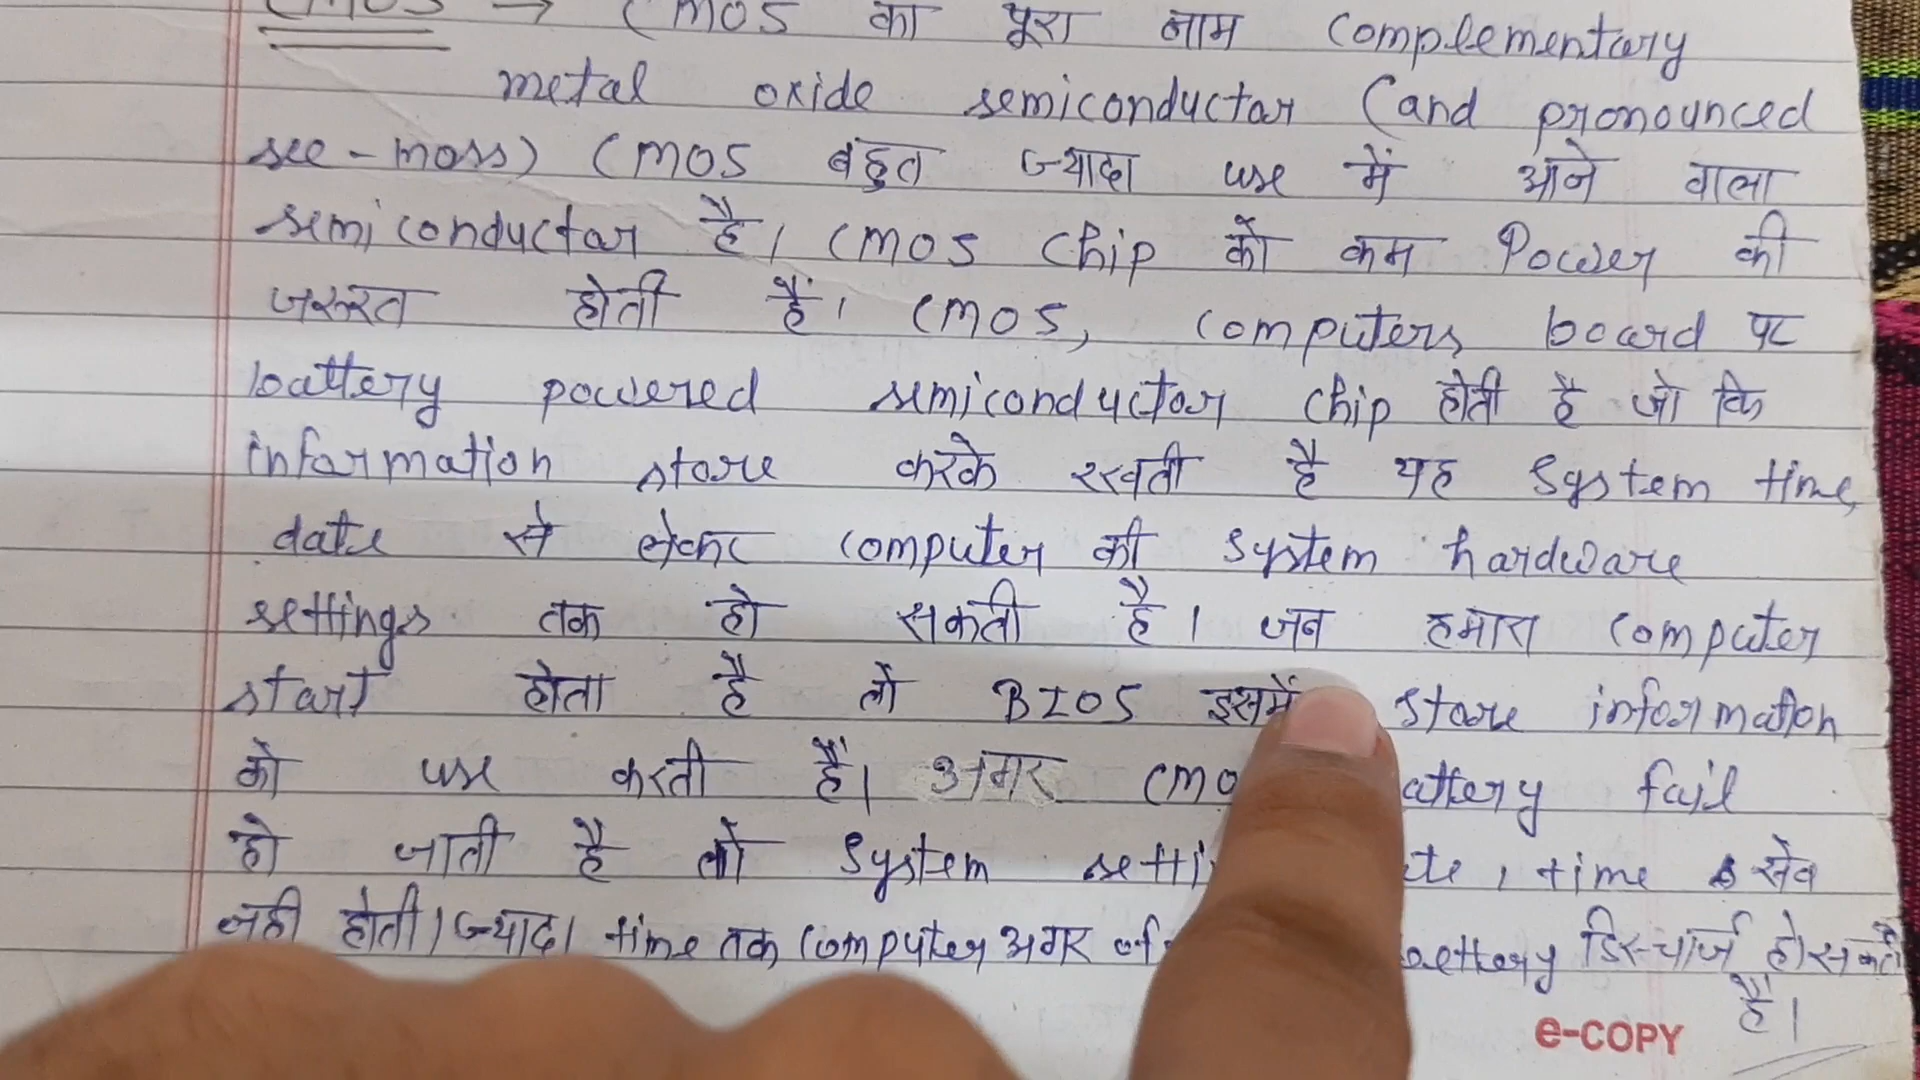 CMOS → CMOS का पूरा नाम Complementary
metal oxide semiconductor (and pronounced
see-moss) CMOS बहुत ज्यादा use में आने वाला
semiconductor है। CMOS chip को कम Power की
जरूरत होती है। CMOS, Computers board पर
battery powered semiconductor chip होती है जो कि
information store करके रखती है यह System time,
date से लेकर computer की system hardware
settings तक हो सकती है। जब हमारा Computer
start होता है तो BIOS इसमें store information
को use करती है। अगर CMO attery fail
हो जाती है तो System setti te, time सेव
नही होती। ज्यादा time तक Computer अगर of battery डिस्चार्ज हो सकती
है।
e-COPY